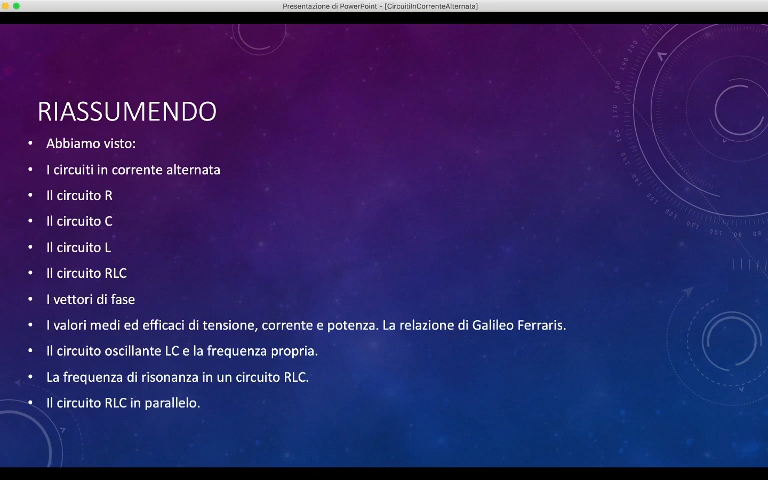 Presentazione di PowerPoint - [CircuitiInCorrenteAlternata]
RIASSUMENDO
• Abbiamo visto:
• I circuiti in corrente alternata
• Il circuito R
• Il circuito C
• Il circuito L
• Il circuito RLC
• I vettori di fase
• I valori medi ed efficaci di tensione, corrente e potenza. La relazione di Galileo Ferraris.
• Il circuito oscillante LC e la frequenza propria.
• La frequenza di risonanza in un circuito RLC.
• Il circuito RLC in parallelo.